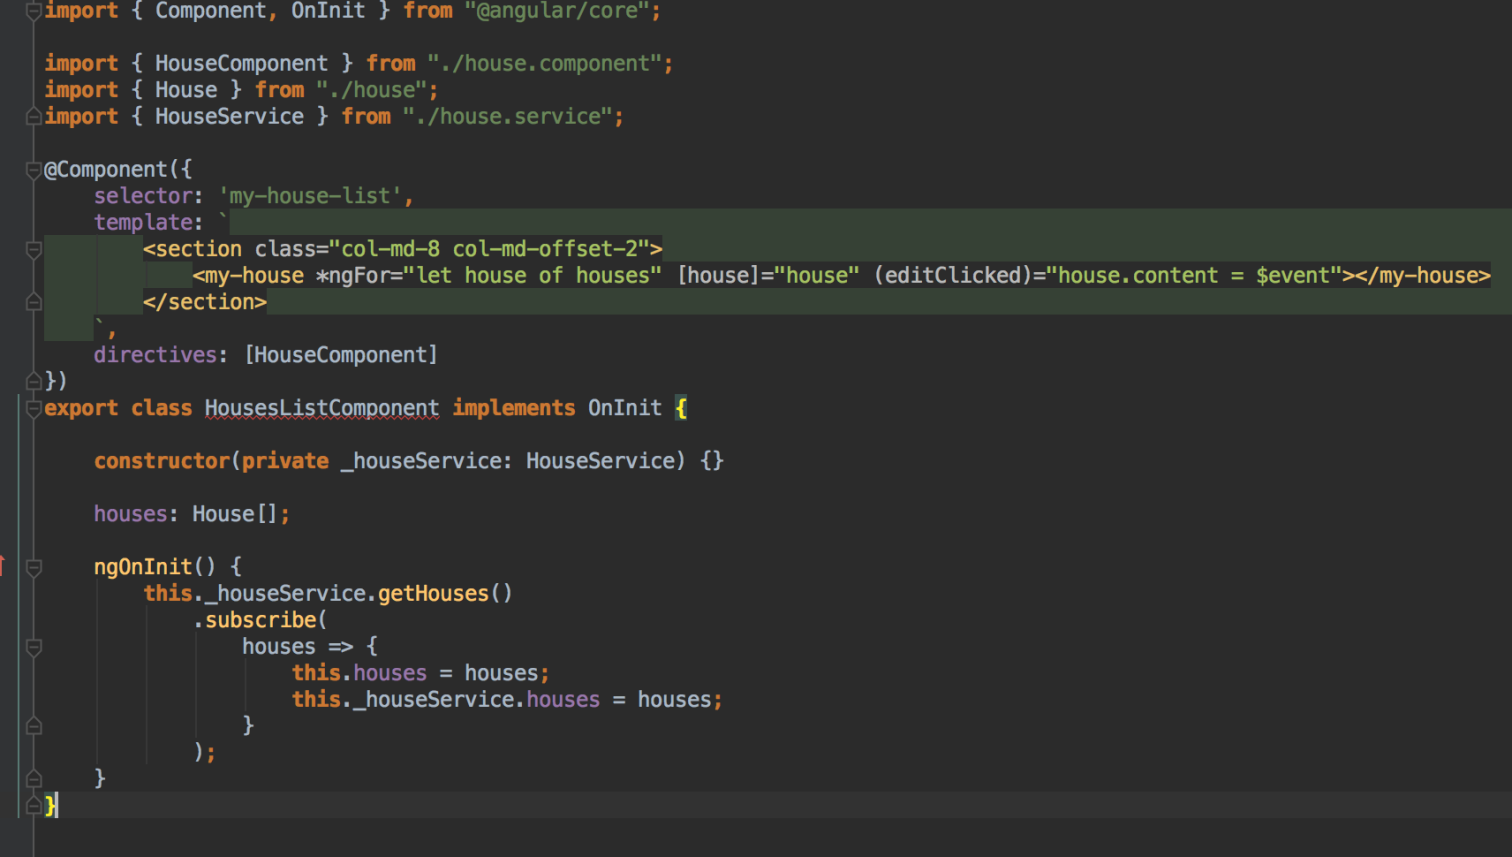 import { Component, OnInit } from "@angular/core";
import { HouseComponent } from "./house.component";
import { House } from "./house";
import { HouseService } from "./house.service";
@Component({
    selector: 'my-house-list',
    template: `
        <section class="col-md-8 col-md-offset-2">
            <my-house *ngFor="let house of houses" [house]="house" (editClicked)="house.content = $event"></my-house>
        </section>
    `,
    directives: [HouseComponent]
})
export class HousesListComponent implements OnInit {
    constructor(private _houseService: HouseService) {}
    houses: House[];
    ngOnInit() {
        this._houseService.getHouses()
            .subscribe(
                houses => {
                    this.houses = houses;
                    this._houseService.houses = houses;
                }
            );
    }
}